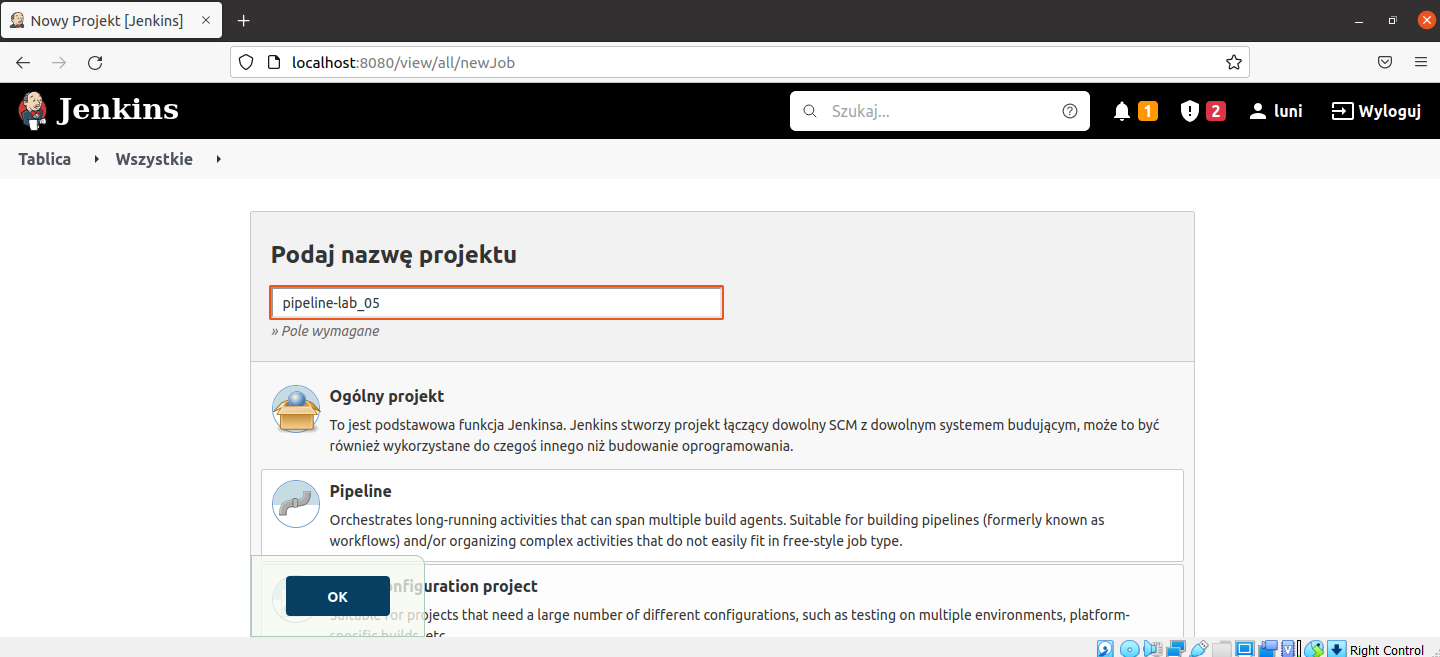 Nowy Projekt [Jenkins]
localhost:8080/view/all/newJob
Jenkins
Szukaj...
1
2
luni
Wyloguj
Tablica
Wszystkie
Podaj nazwę projektu
pipeline-lab_05
» Pole wymagane
Ogólny projekt
To jest podstawowa funkcja Jenkinsa. Jenkins stworzy projekt łączący dowolny SCM z dowolnym systemem budującym, może to być
również wykorzystane do czegoś innego niż budowanie oprogramowania.
Pipeline
Orchestrates long-running activities that can span multiple build agents. Suitable for building pipelines (formerly known as
workflows) and/or organizing complex activities that do not easily fit in free-style job type.
OK
nfiguration project
Suitable for projects that need a large number of different configurations, such as testing on multiple environments, platform-
specific builds, etc.
Right Control